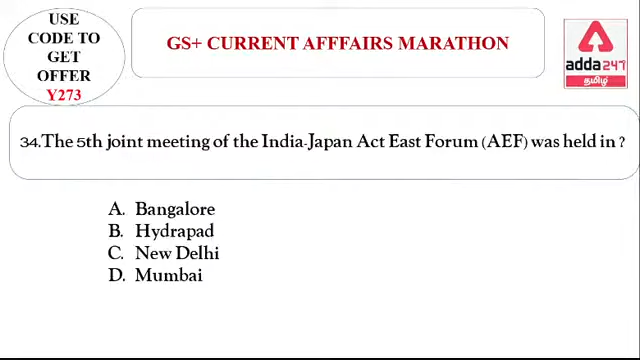 USE
CODE TO
GET
OFFER
Y273
GS+ CURRENT AFFFAIRS MARATHON
adda247
தமிழ்
34.The 5th joint meeting of the India-Japan Act East Forum (AEF) was held in ?
A. Bangalore
B. Hydrapad
C. New Delhi
D. Mumbai